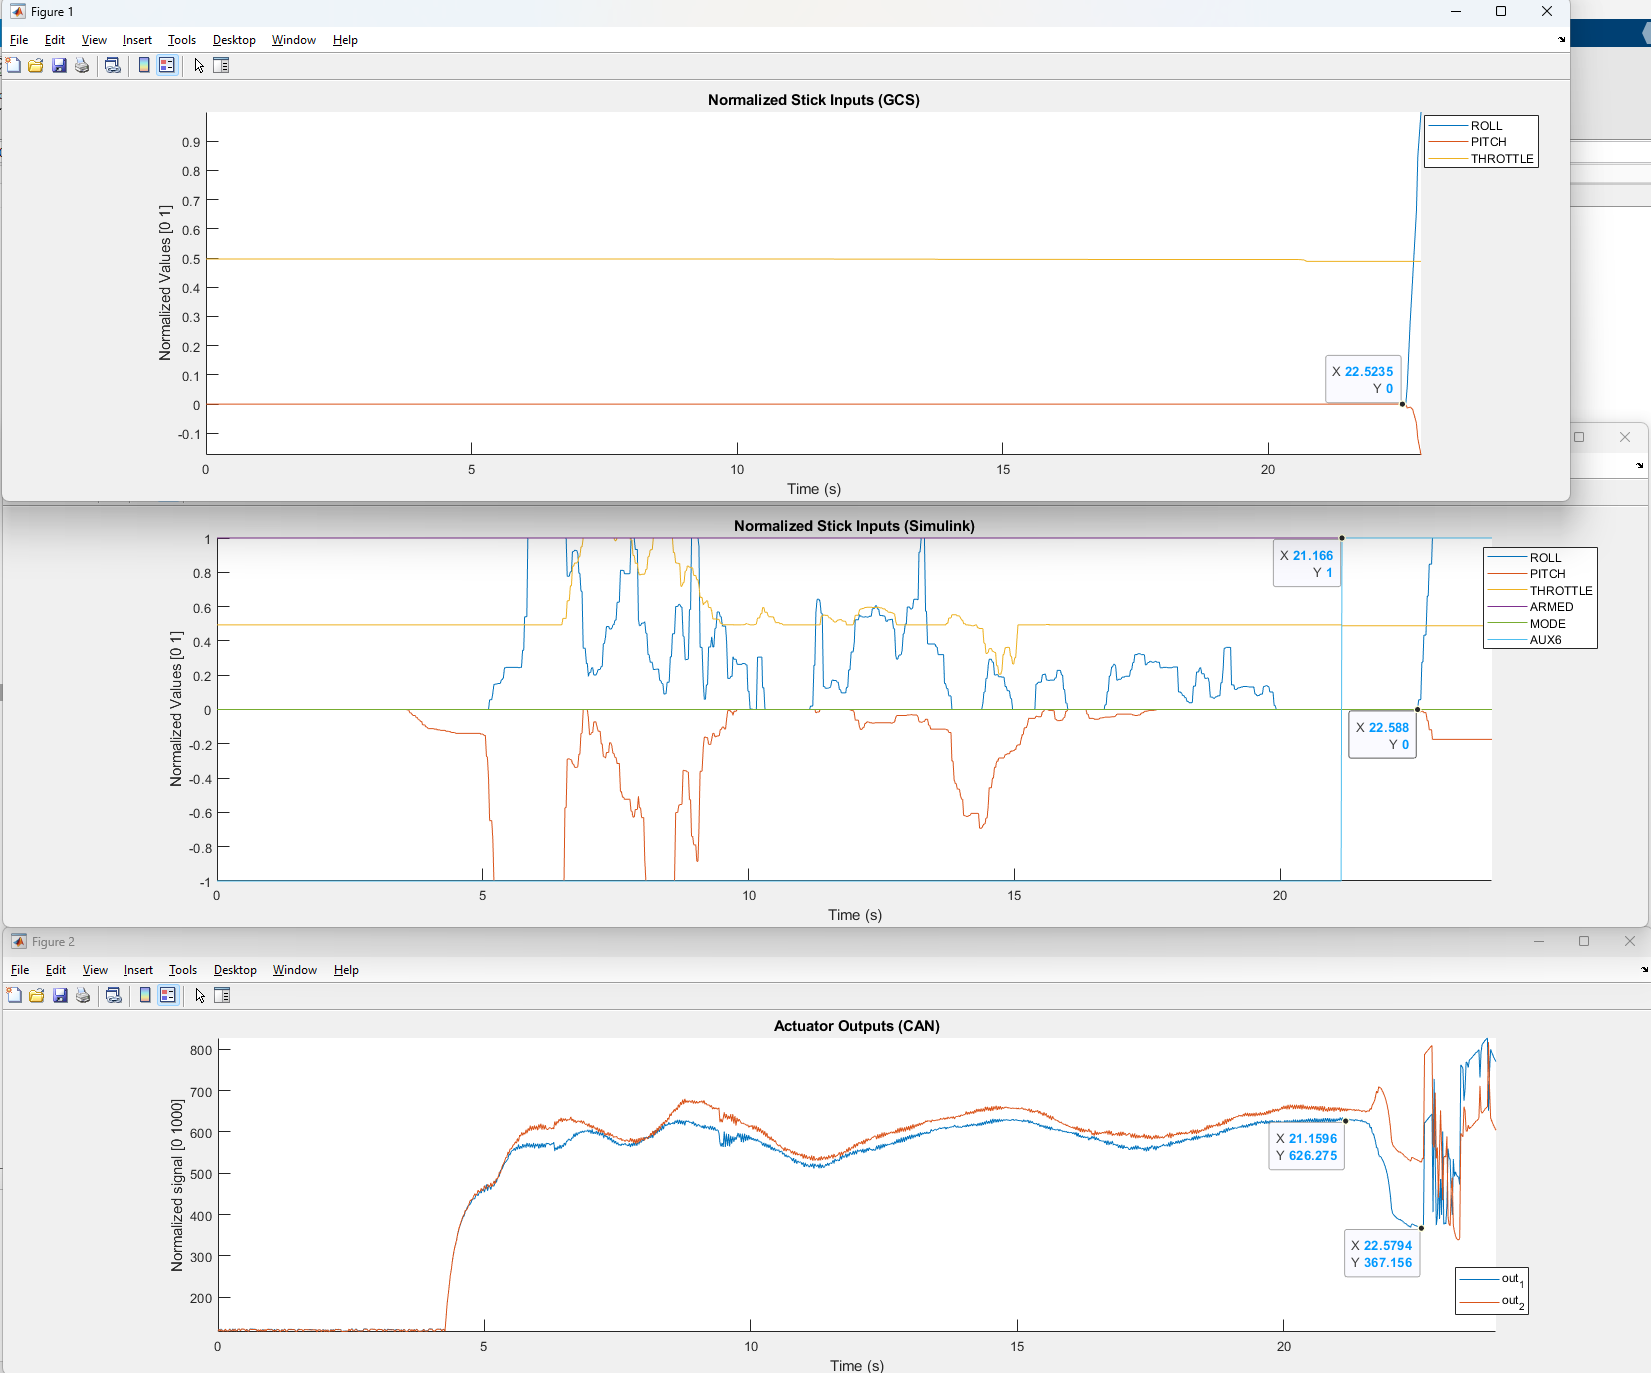 Figure 1
File Edit View Insert Tools Desktop Window Help
Normalized Stick Inputs (GCS)
Normalized Values [0 1]
0.9
0.8
0.7
0.6
0.5
0.4
0.3
0.2
0.1
0
-0.1
0 5 10 15 20
Time (s)
ROLL
PITCH
THROTTLE
X 22.5235
Y 0
Normalized Stick Inputs (Simulink)
Normalized Values [0 1]
1
0.8
0.6
0.4
0.2
0
-0.2
-0.4
-0.6
-0.8
-1
0 5 10 15 20
Time (s)
X 21.166
Y 1
X 22.588
Y 0
ROLL
PITCH
THROTTLE
ARMED
MODE
AUX6
Figure 2
File Edit View Insert Tools Desktop Window Help
Actuator Outputs (CAN)
Normalized signal [0 1000]
800
700
600
500
400
300
200
0 5 10 15 20
Time (s)
X 21.1596
Y 626.275
X 22.5794
Y 367.156
out1
out2